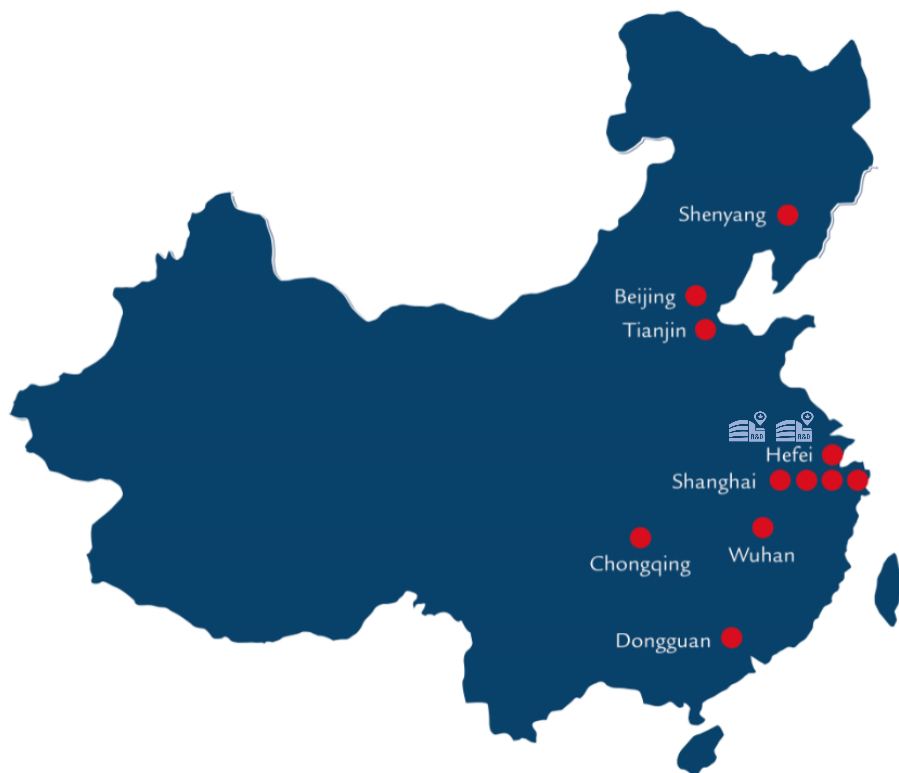 Shenyang
Beijing
Tianjin
R&D R&D
Hefei
Shanghai
Wuhan
Chongqing
Dongguan